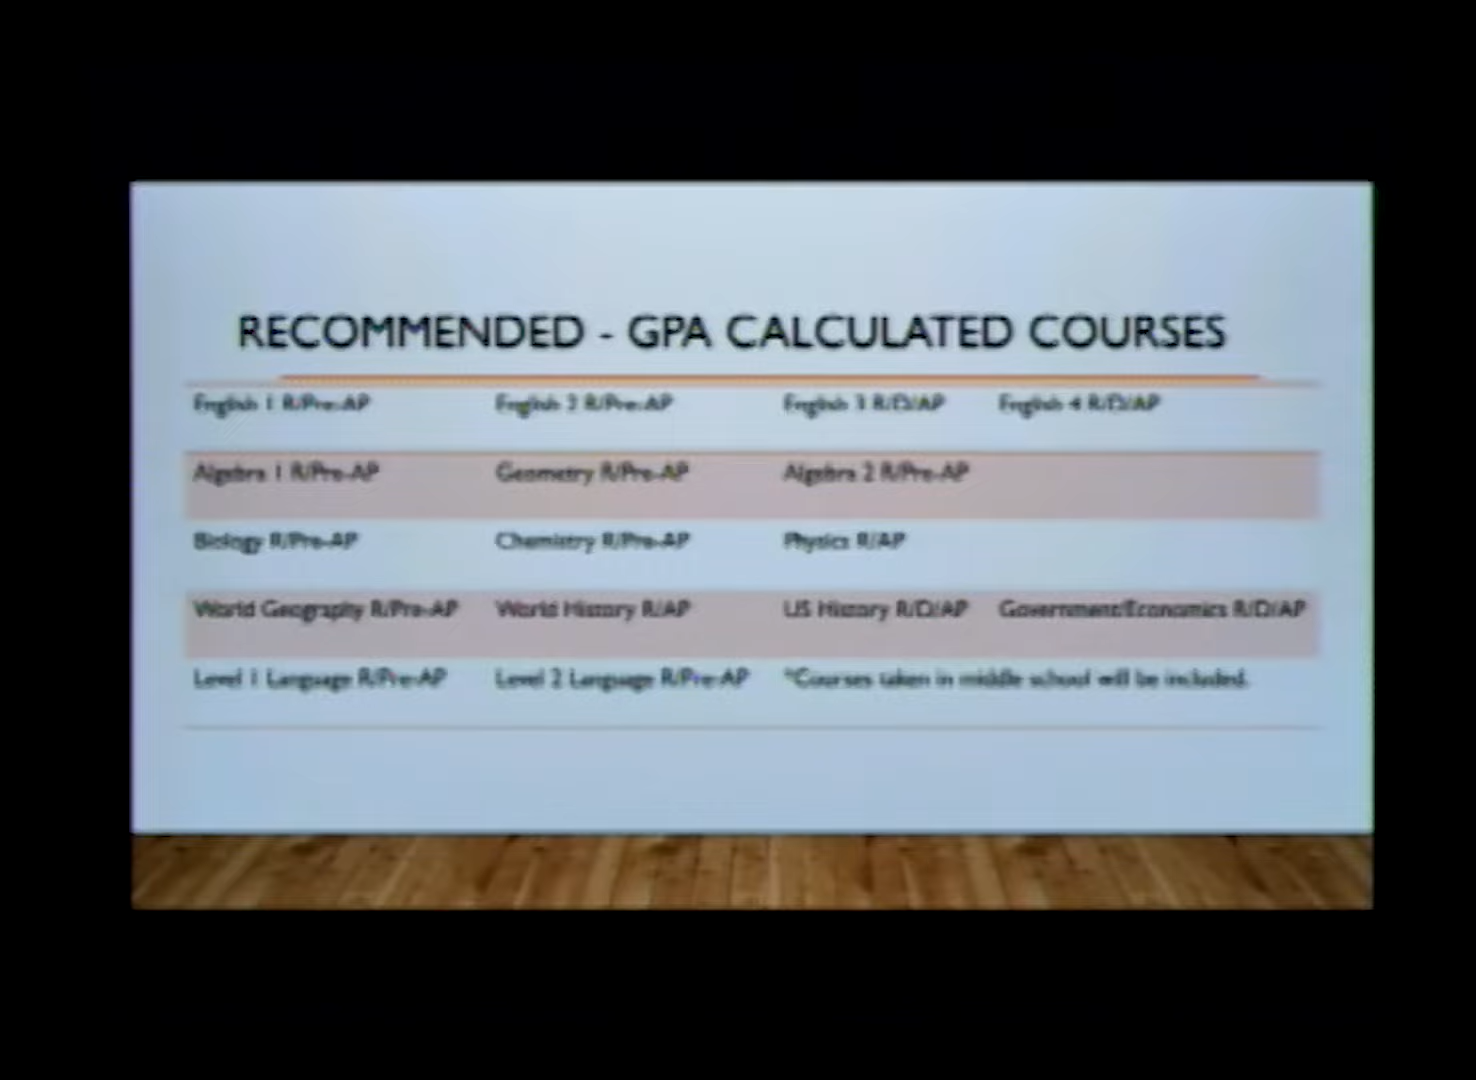 RECOMMENDED - GPA CALCULATED COURSES
English 1 R/Pre-AP English 2 R/Pre-AP English 3 R/D/AP English 4 R/D/AP
Algebra 1 R/Pre-AP Geometry R/Pre-AP Algebra 2 R/Pre-AP
Biology R/Pre-AP Chemistry R/Pre-AP Physics R/AP
World Geography R/Pre-AP World History R/AP US History R/D/AP Government/Economics R/D/AP
Level 1 Language R/Pre-AP Level 2 Language R/Pre-AP *Courses taken in middle school will be included.